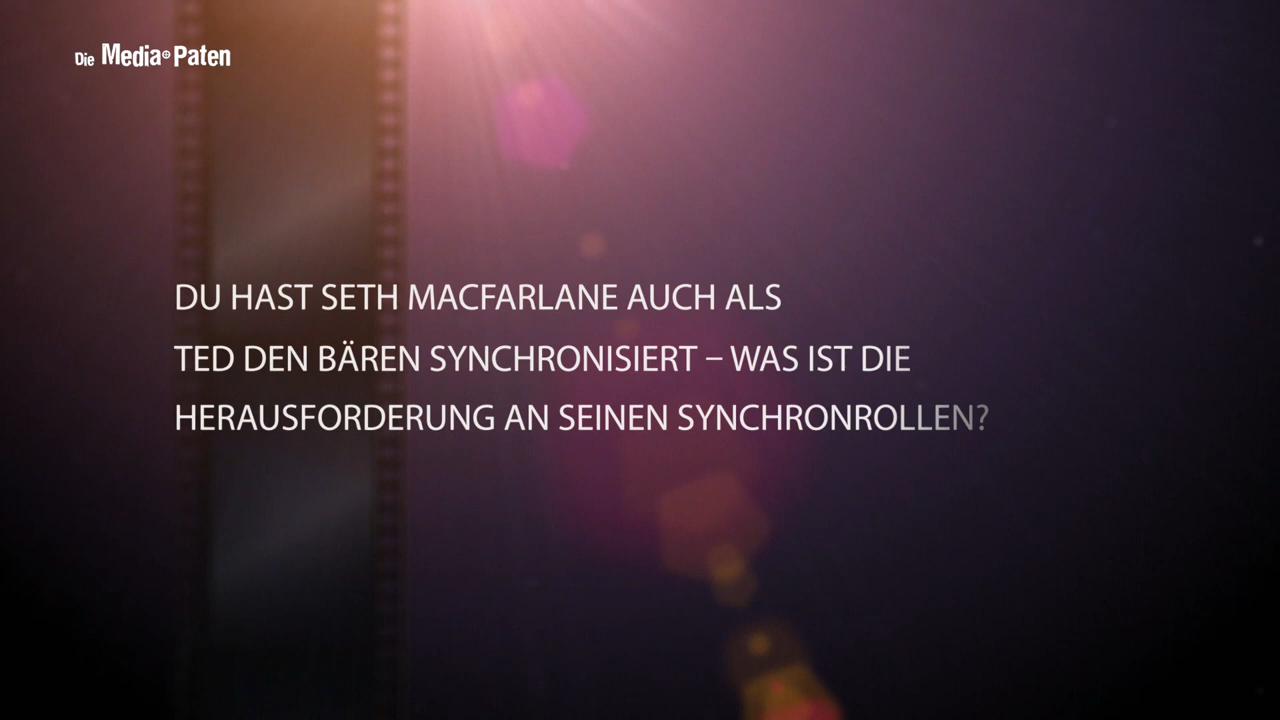 Die Media Paten
DU HAST SETH MACFARLANE AUCH ALS
TED DEN BÄREN SYNCHRONISIERT – WAS IST DIE
HERAUSFORDERUNG AN SEINEN SYNCHRONROLLEN?